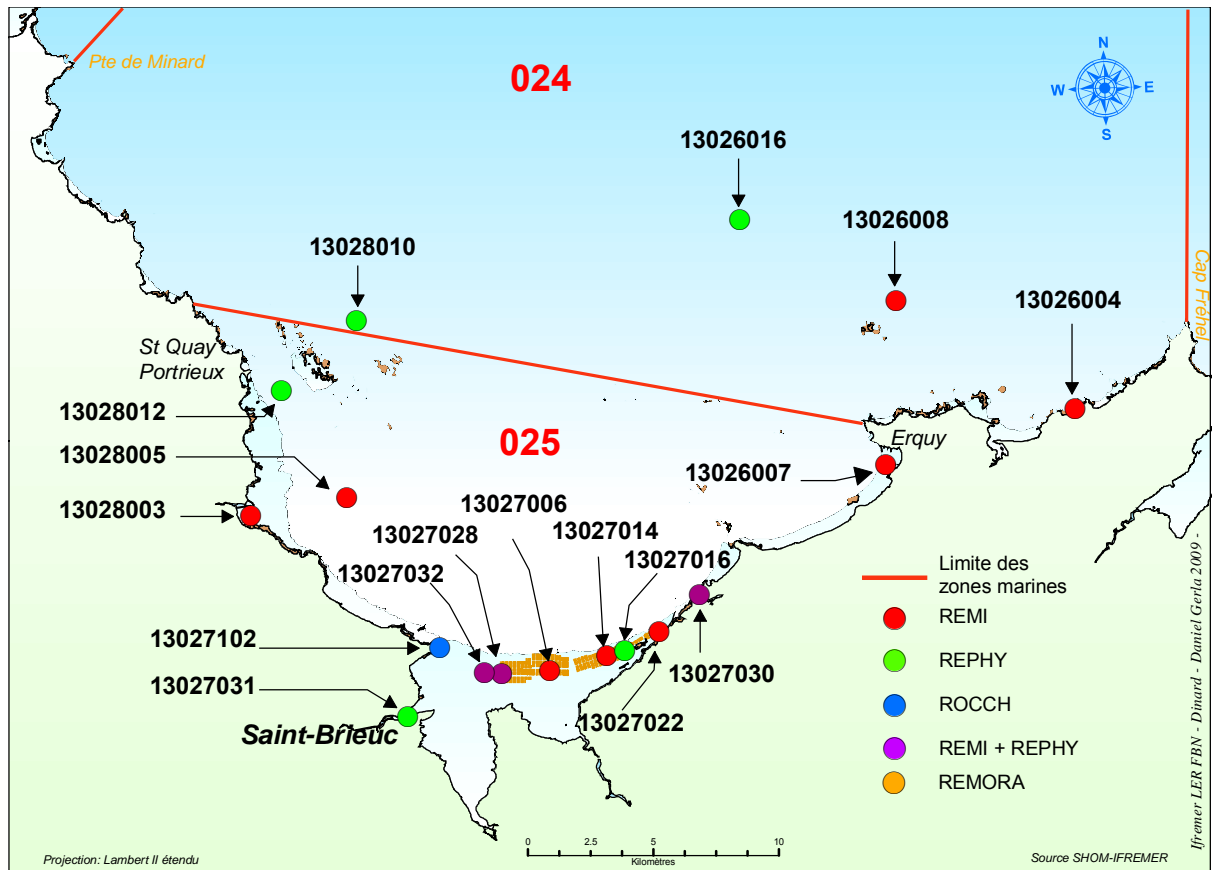 Pte de Minard
024
N
W
E
S
13026016
13026008
13028010
13026004
Cap Fréhel
St Quay
Portrieux
13028012
025
Erquy
13028005
13026007
13027006
13028003
13027014
13027028
13027016
13027032
Limite des
zones marines
REMI
13027102
REPHY
13027030
13027031
ROCCH
13027022
Saint-Brieuc
REMI + REPHY
REMORA
0
2.5
5
10
Kilomètres
Projection: Lambert II étendu
Source SHOM-IFREMER
Ifremer LER FBN - Dinard - Daniel Gerla 2009 -